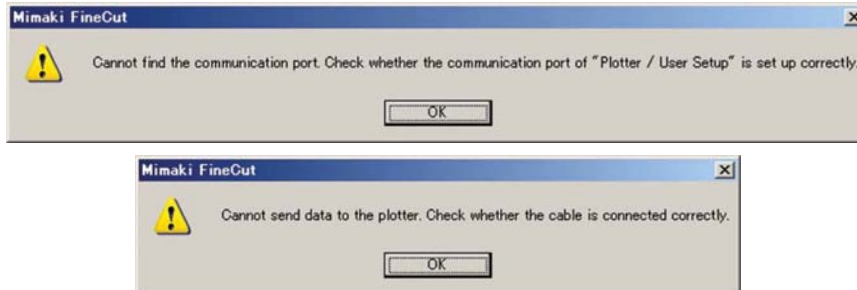 Mimaki FineCut
Cannot find the communication port. Check whether the communication port of "Plotter / User Setup" is set up correctly.
OK
Mimaki FineCut
Cannot send data to the plotter. Check whether the cable is connected correctly.
OK